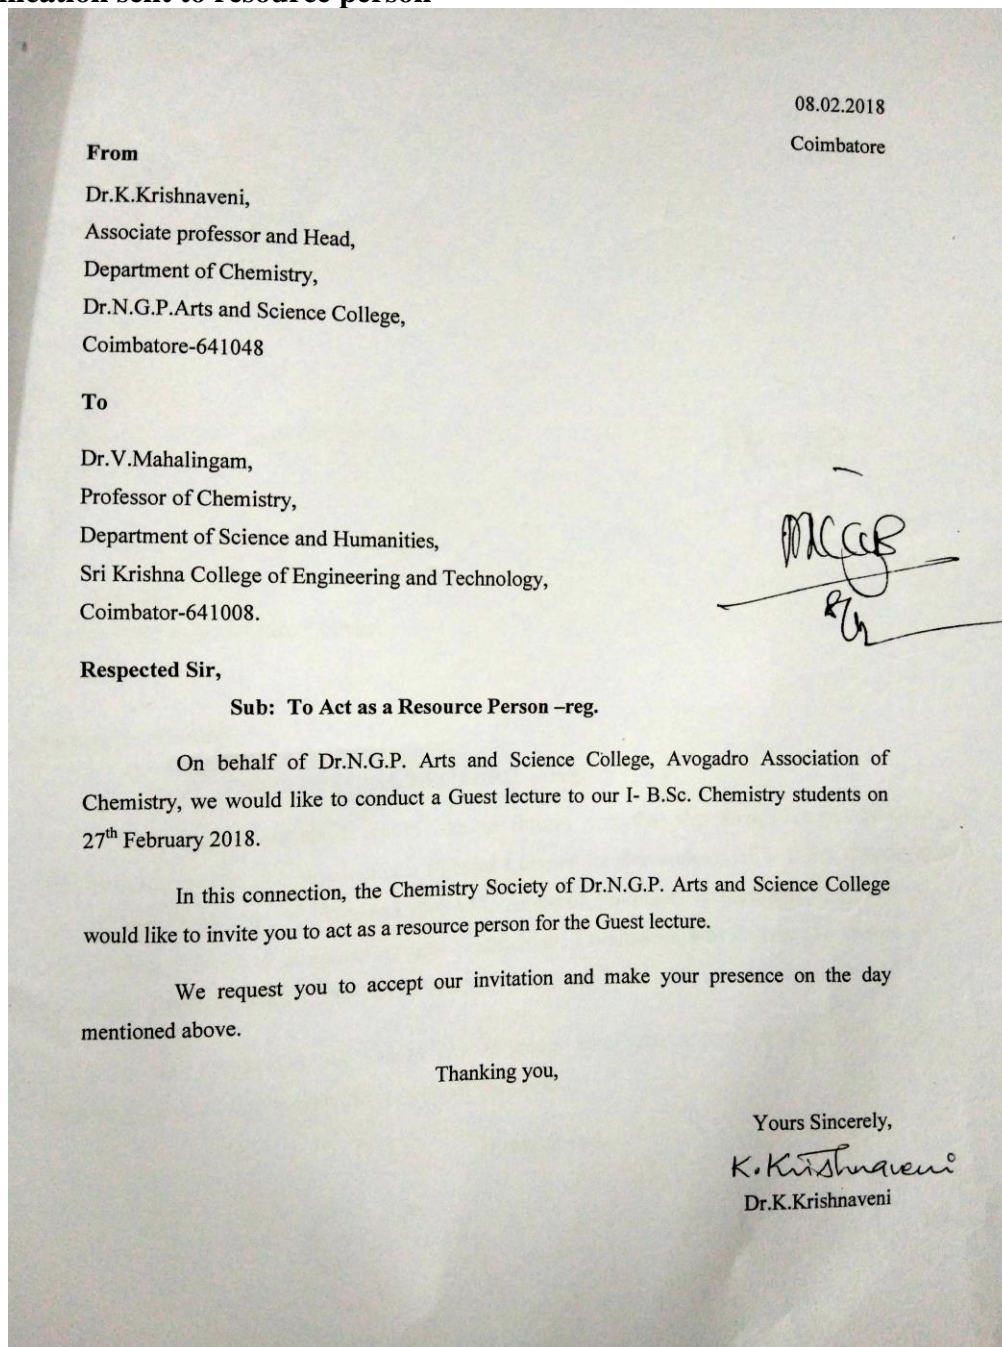 sent to resource person
08.02.2018
Coimbatore
From
Dr.K.Krishnaveni,
Associate professor and Head,
Department of Chemistry,
Dr.N.G.P.Arts and Science College,
Coimbatore-641048
To
Dr.V.Mahalingam,
Professor of Chemistry,
Department of Science and Humanities,
Sri Krishna College of Engineering and Technology,
Coimbator-641008.
Respected Sir,
Sub: To Act as a Resource Person –reg.
On behalf of Dr.N.G.P. Arts and Science College, Avogadro Association of
Chemistry, we would like to conduct a Guest lecture to our I- B.Sc. Chemistry students on
27th February 2018.
In this connection, the Chemistry Society of Dr.N.G.P. Arts and Science College
would like to invite you to act as a resource person for the Guest lecture.
We request you to accept our invitation and make your presence on the day
mentioned above.
Thanking you,
Yours Sincerely,
K.Krishnaveni
Dr.K.Krishnaveni